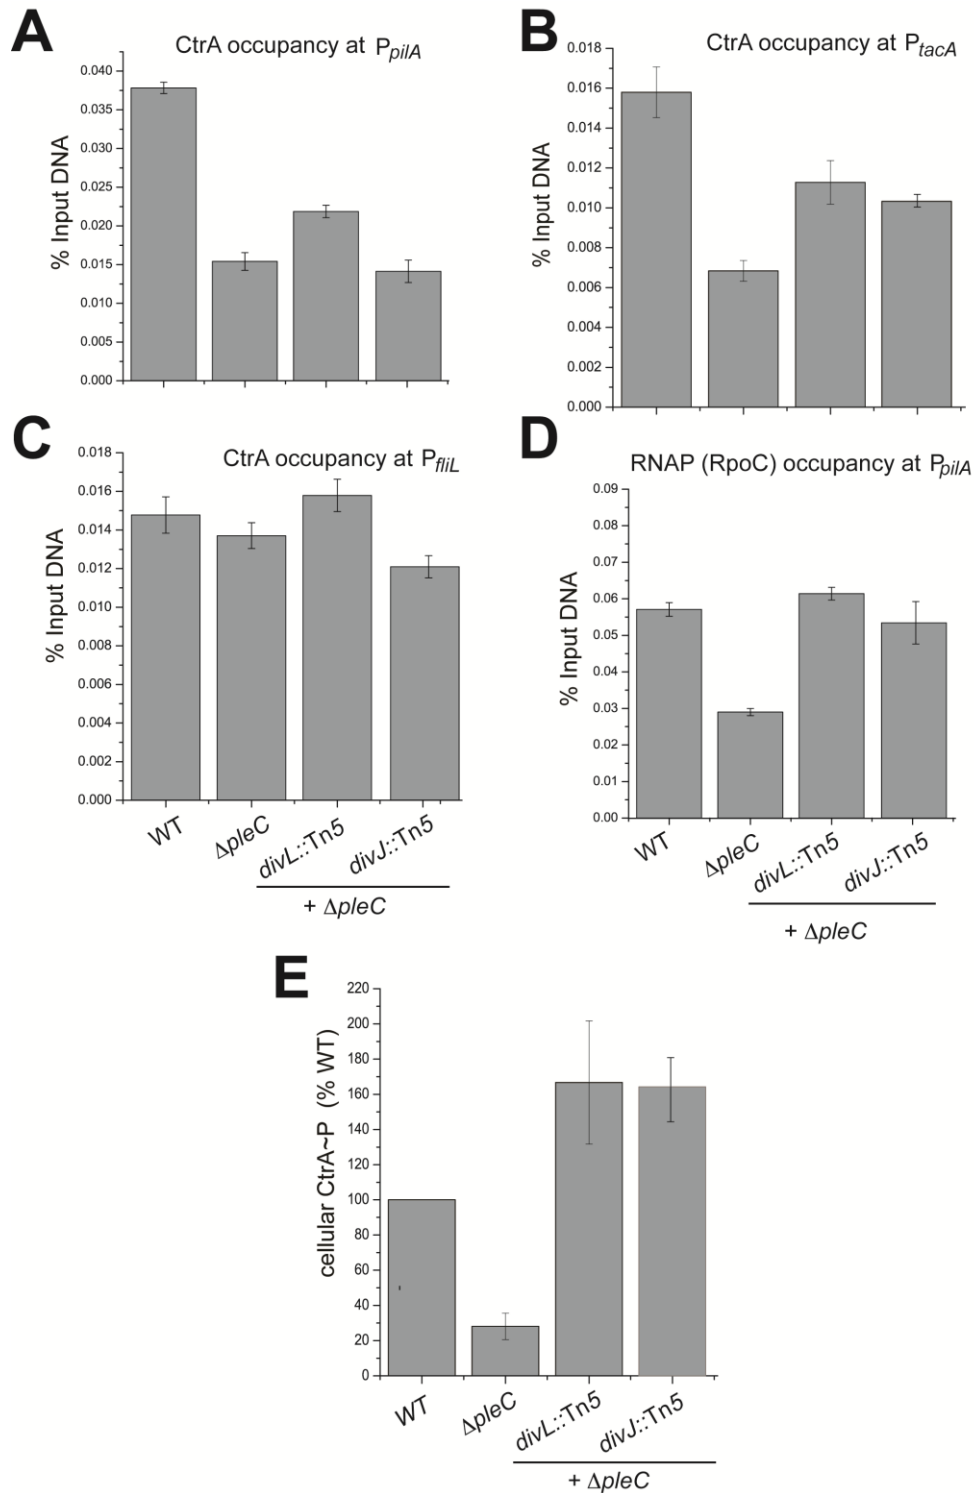 A
CtrA occupancy at PpilA
% Input DNA
0.040
0.035
0.030
0.025
0.020
0.015
0.010
0.005
0.000
B
CtrA occupancy at PtacA
% Input DNA
0.018
0.016
0.014
0.012
0.010
0.008
0.006
0.004
0.002
0.000
C
CtrA occupancy at PfliL
% Input DNA
0.018
0.016
0.014
0.012
0.010
0.008
0.006
0.004
0.002
0.000
WT
ΔpleC
divL::Tn5
divJ::Tn5
+ ΔpleC
D
RNAP (RpoC) occupancy at PpilA
% Input DNA
0.09
0.08
0.07
0.06
0.05
0.04
0.03
0.02
0.01
0.00
WT
ΔpleC
divL::Tn5
divJ::Tn5
+ ΔpleC
E
cellular CtrA~P (% WT)
220
200
180
160
140
120
100
80
60
40
20
0
WT
ΔpleC
divL::Tn5
divJ::Tn5
+ ΔpleC